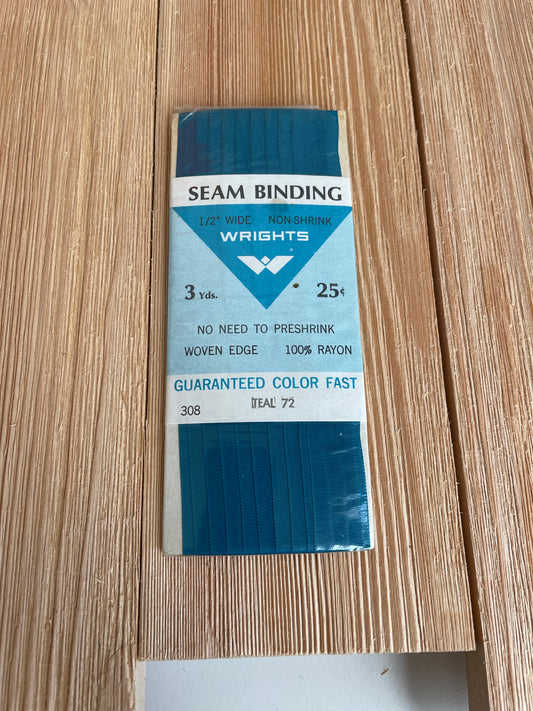 SEAM BINDING
1/2" WIDE NON-SHRINK
WRIGHTS
®
3 Yds. 25¢
NO NEED TO PRESHRINK
WOVEN EDGE 100% RAYON
GUARANTEED COLOR FAST
308 TEAL 72